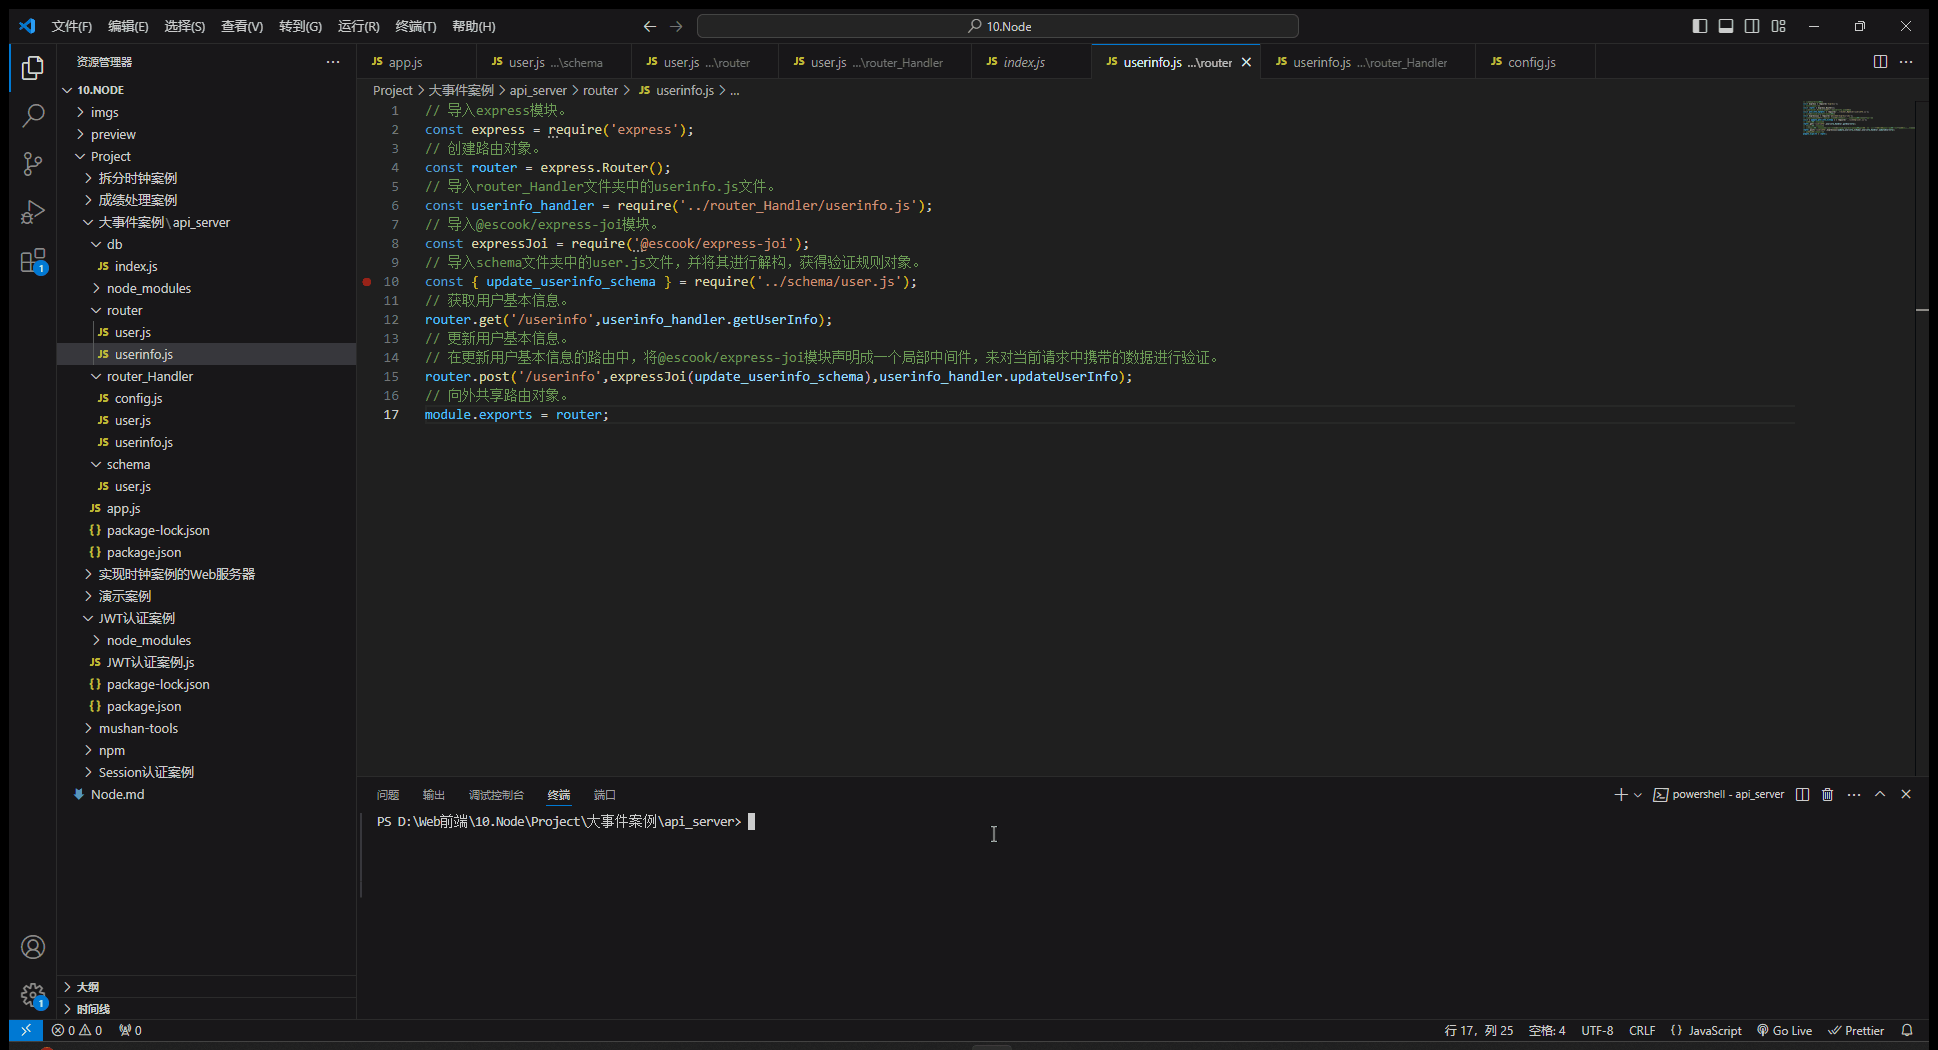 文件(F) 编辑(E) 选择(S) 查看(V) 转到(G) 运行(R) 终端(T) 帮助(H) 10.Node
资源管理器
10.NODE
imgs
preview
Project
拆分时钟案例
成绩处理案例
大事件案例\api_server
db
JS index.js
node_modules
router
JS user.js
JS userinfo.js
router_Handler
JS config.js
JS user.js
JS userinfo.js
schema
JS user.js
JS app.js
{} package-lock.json
{} package.json
实现时钟案例的Web服务器
演示案例
JWT认证案例
node_modules
JS JWT认证案例.js
{} package-lock.json
{} package.json
mushan-tools
npm
Session认证案例
Node.md
大纲
时间线
1
1
JS app.js JS user.js ...\schema JS user.js ...\router JS user.js ...\router_Handler JS index.js JS userinfo.js ...\router JS userinfo.js ...\router_Handler JS config.js
Project > 大事件案例 > api_server > router > JS userinfo.js > ...
1 // 导入express模块。
2 const express = require('express');
3 // 创建路由对象。
4 const router = express.Router();
5 // 导入router_Handler文件夹中的userinfo.js文件。
6 const userinfo_handler = require('../router_Handler/userinfo.js');
7 // 导入@escook/express-joi模块。
8 const expressJoi = require('@escook/express-joi');
9 // 导入schema文件夹中的user.js文件，并将其进行解构，获得验证规则对象。
10 const { update_userinfo_schema } = require('../schema/user.js');
11 // 获取用户基本信息。
12 router.get('/userinfo',userinfo_handler.getUserInfo);
13 // 更新用户基本信息。
14 // 在更新用户基本信息的路由中，将@escook/express-joi模块声明成一个局部中间件，来对当前请求中携带的数据进行验证。
15 router.post('/userinfo',expressJoi(update_userinfo_schema),userinfo_handler.updateUserInfo);
16 // 向外共享路由对象。
17 module.exports = router;
问题 输出 调试控制台 终端 端口 powershell - api_server
PS D:\Web前端\10.Node\Project\大事件案例\api_server>
0 0 0 行 17，列 25 空格: 4 UTF-8 CRLF {} JavaScript Go Live Prettier